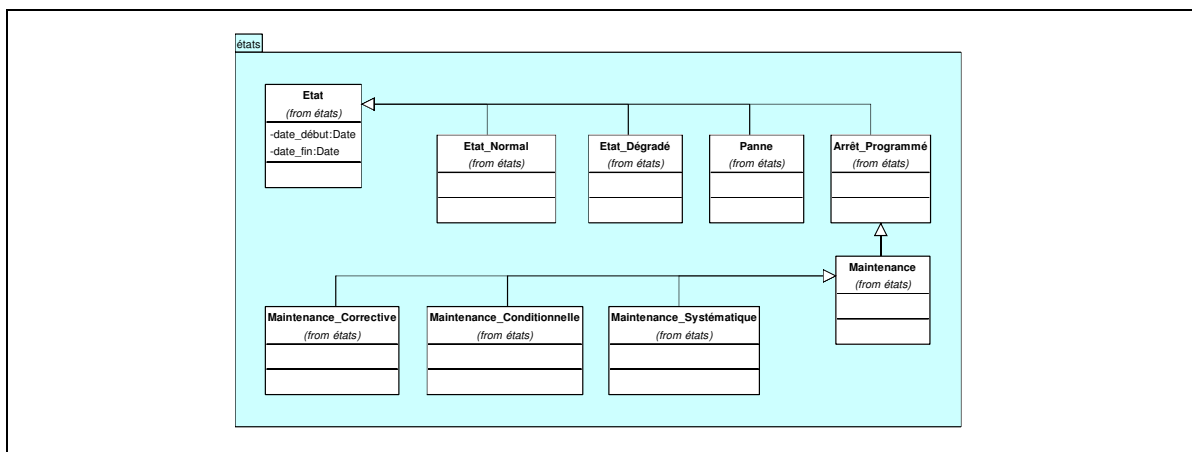 états
Etat
(from états)
-date_début:Date
-date_fin:Date
Etat_Normal
(from états)
Etat_Dégradé
(from états)
Panne
(from états)
Arrêt_Programmé
(from états)
Maintenance
(from états)
Maintenance_Corrective
(from états)
Maintenance_Conditionnelle
(from états)
Maintenance_Systématique
(from états)